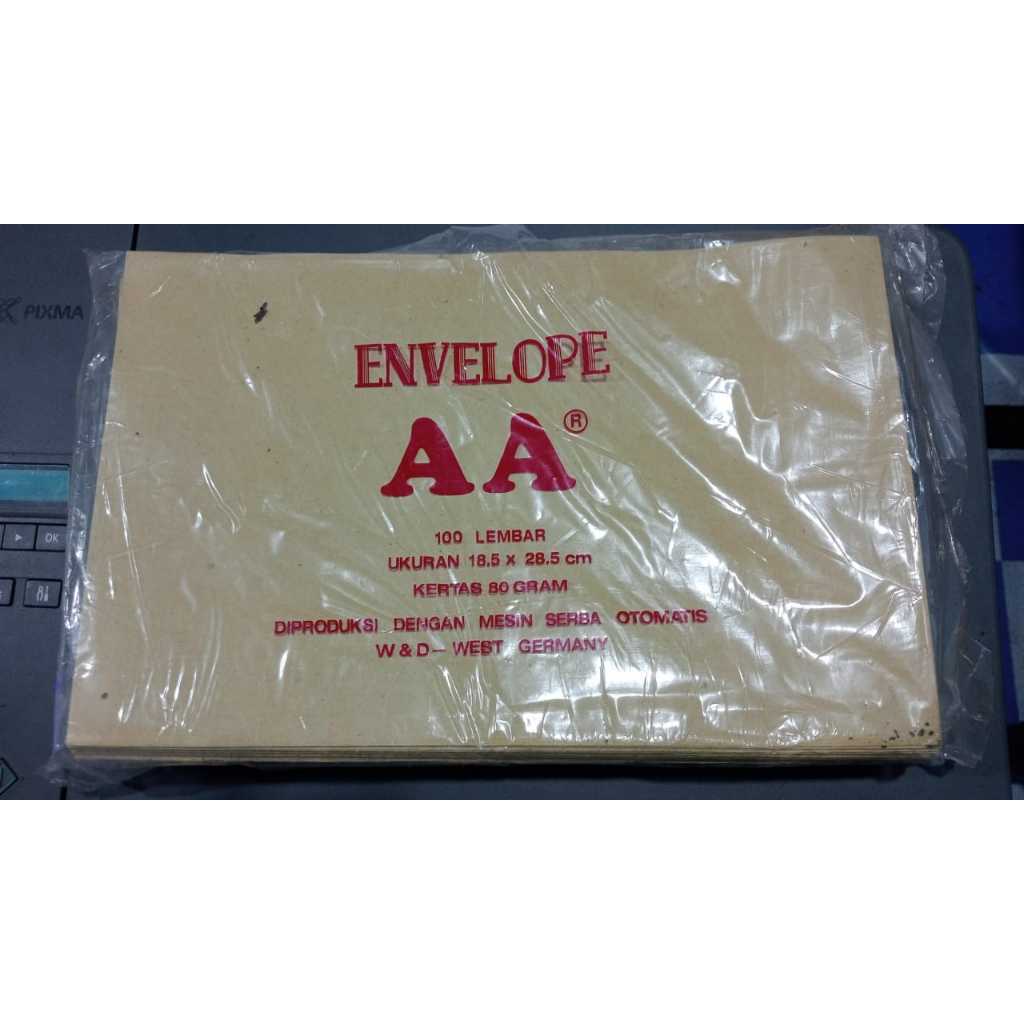 PIXMA
ENVELOPE
AA®
100 LEMBAR
UKURAN 18.5 x 28.5 cm
KERTAS 80 GRAM
DIPRODUKSI DENGAN MESIN SERBA OTOMATIS
W & D — WEST GERMANY
OK